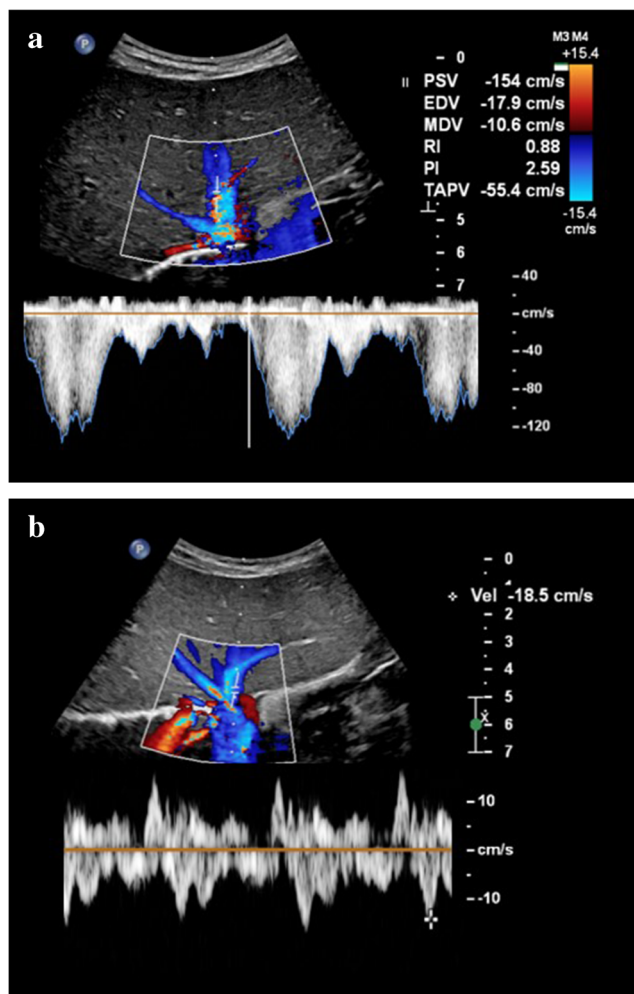 a
P
M3 M4
+15.4
-15.4
cm/s
PSV -154 cm/s
EDV -17.9 cm/s
MDV -10.6 cm/s
RI 0.88
PI 2.59
TAPV -55.4 cm/s
0
5
6
7
40
cm/s
-40
-80
-120
b
P
Vel -18.5 cm/s
0
2
3
4
5
x
6
7
10
cm/s
-10